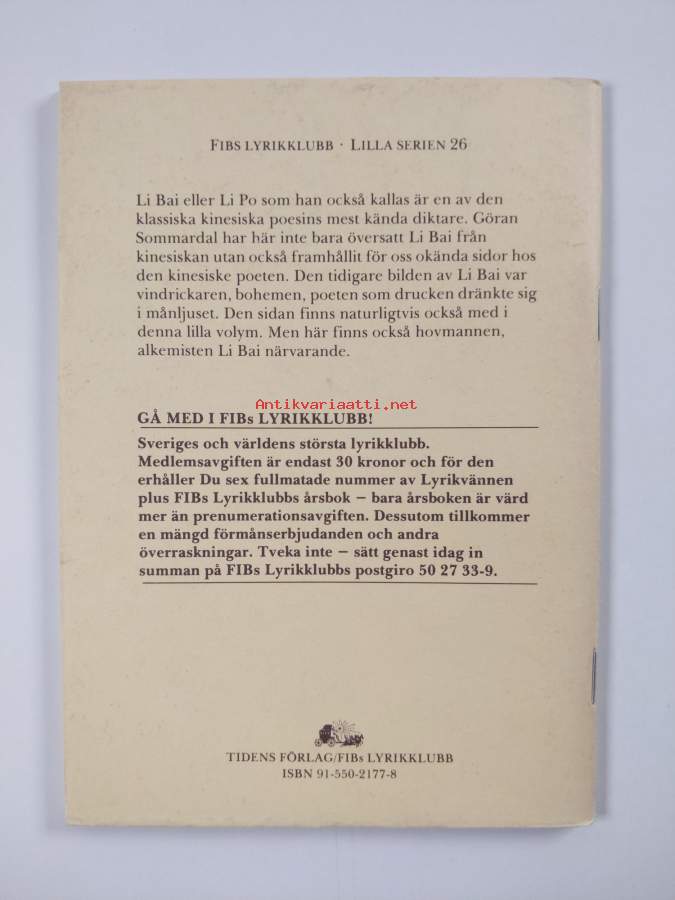 FIBS LYRIKKLUBB · LILLA SERIEN 26
Li Bai eller Li Po som han också kallas är en av den
klassiska kinesiska poesins mest kända diktare. Göran
Sommardal har här inte bara översatt Li Bai från
kinesiskan utan också framhållit för oss okända sidor hos
den kinesiske poeten. Den tidigare bilden av Li Bai var
vindrickaren, bohemen, poeten som drucken dränkte sig
i månljuset. Den sidan finns naturligtvis också med i
denna lilla volym. Men här finns också hovmannen,
alkemisten Li Bai närvarande.
Antikvariaatti.net
GÅ MED I FIBs LYRIKKLUBB!
Sveriges och världens största lyrikklubb.
Medlemsavgiften är endast 30 kronor och för den
erhåller Du sex fullmatade nummer av Lyrikvännen
plus FIBs Lyrikklubbs årsbok – bara årsboken är värd
mer än prenumerationsavgiften. Dessutom tillkommer
en mängd förmånserbjudanden och andra
överraskningar. Tveka inte – sätt genast idag in
summan på FIBs Lyrikklubbs postgiro 50 27 33-9.
TIDENS FÖRLAG/FIBs LYRIKKLUBB
ISBN 91-550-2177-8